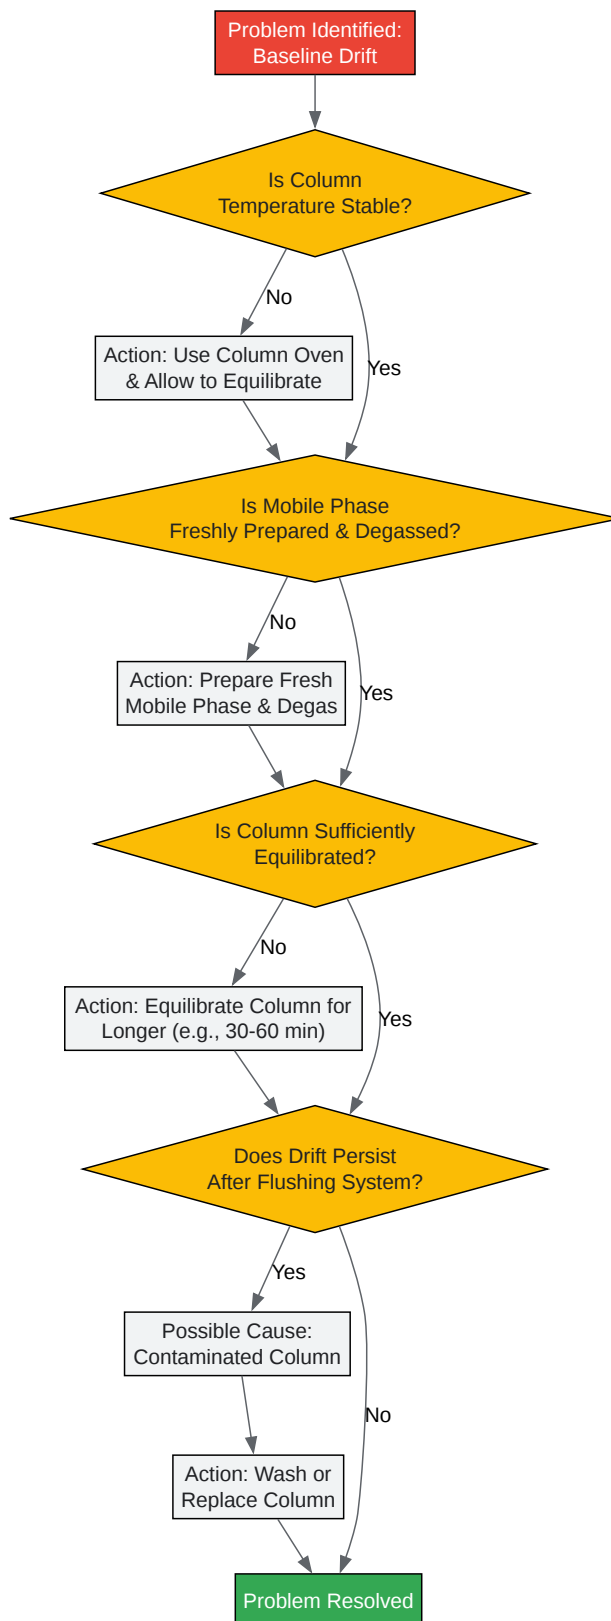 Problem Identified:
Baseline Drift
Is Column
Temperature Stable?
No
Action: Use Column Oven
& Allow to Equilibrate
Yes
Is Mobile Phase
Freshly Prepared & Degassed?
No
Action: Prepare Fresh
Mobile Phase & Degas
Yes
Is Column Sufficiently
Equilibrated?
No
Action: Equilibrate Column for
Longer (e.g., 30-60 min)
Yes
Does Drift Persist
After Flushing System?
Yes
Possible Cause:
Contaminated Column
No
Action: Wash or
Replace Column
Problem Resolved